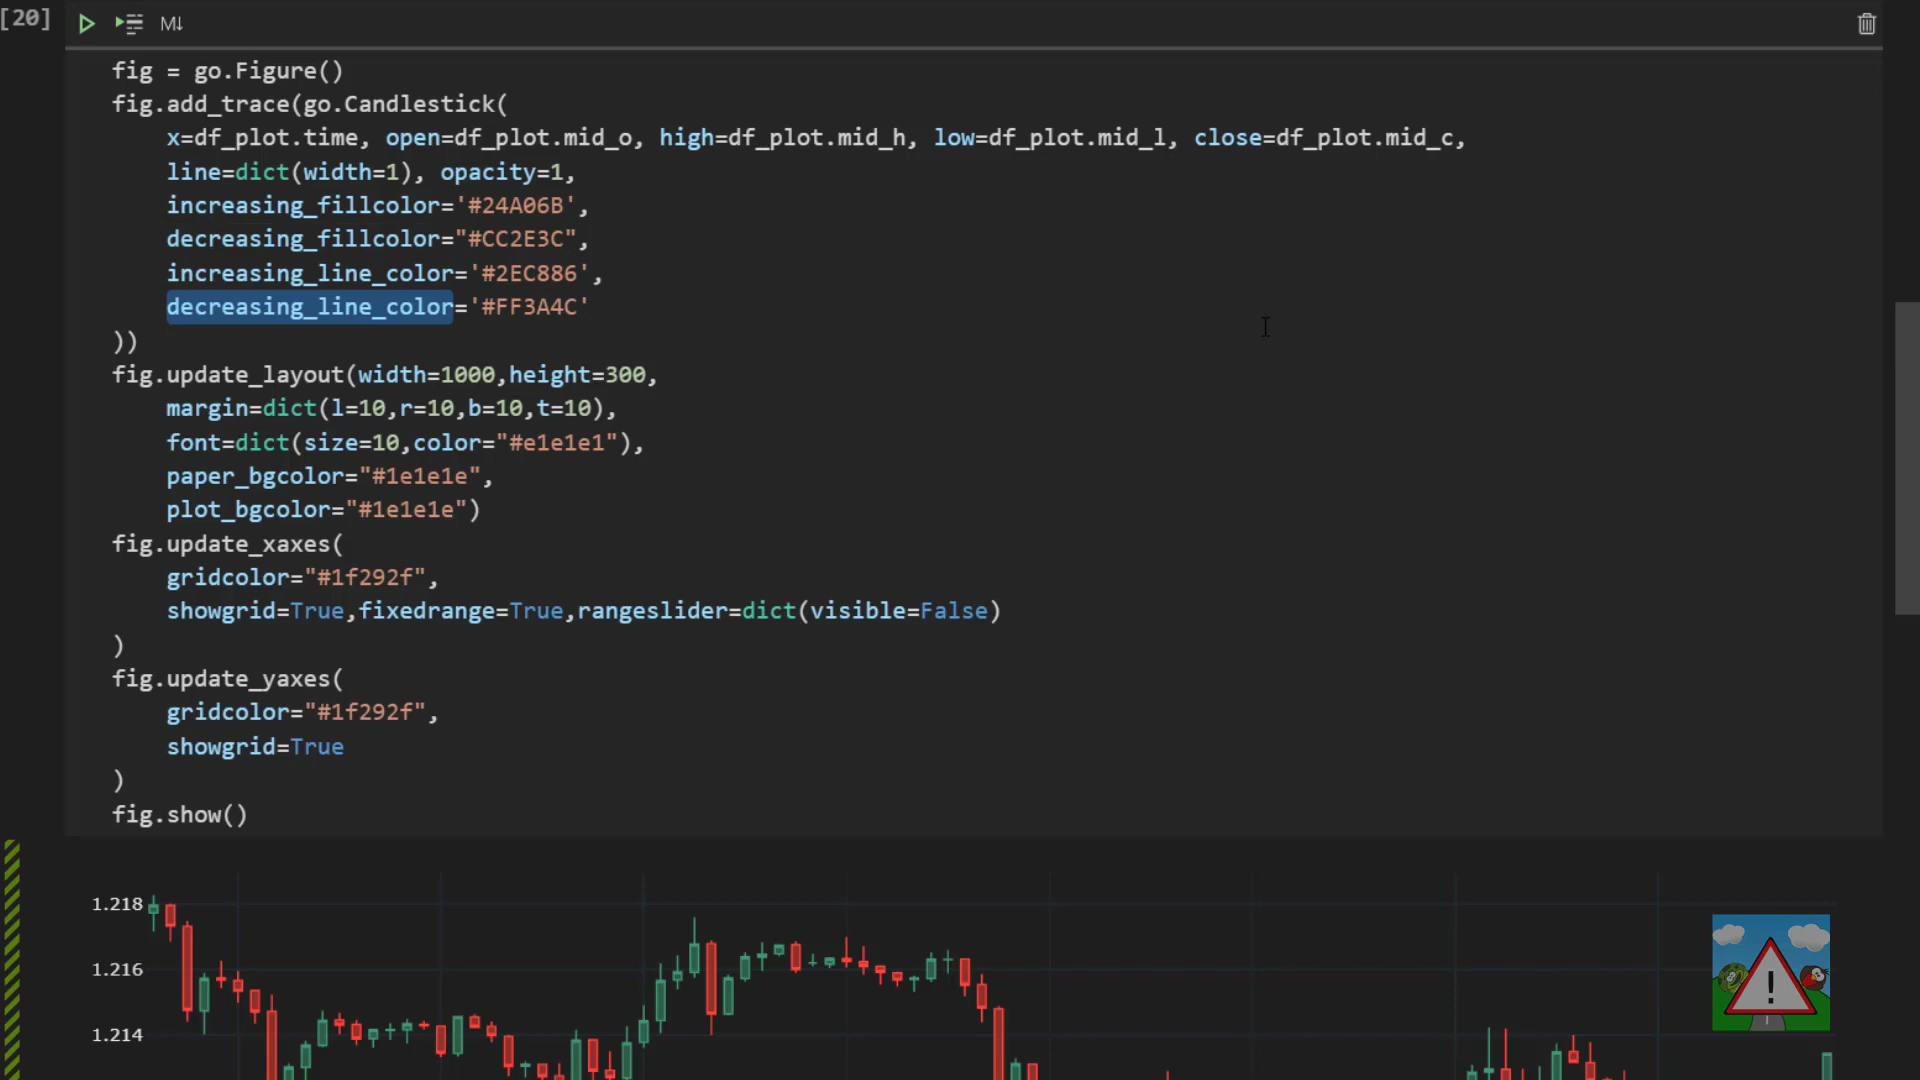 [20]
M↓
fig = go.Figure()
fig.add_trace(go.Candlestick(
    x=df_plot.time, open=df_plot.mid_o, high=df_plot.mid_h, low=df_plot.mid_l, close=df_plot.mid_c,
    line=dict(width=1), opacity=1,
    increasing_fillcolor='#24A06B',
    decreasing_fillcolor="#CC2E3C",
    increasing_line_color='#2EC886',
    decreasing_line_color='#FF3A4C'
))
fig.update_layout(width=1000,height=300,
    margin=dict(l=10,r=10,b=10,t=10),
    font=dict(size=10,color="#e1e1e1"),
    paper_bgcolor="#1e1e1e",
    plot_bgcolor="#1e1e1e")
fig.update_xaxes(
    gridcolor="#1f292f",
    showgrid=True,fixedrange=True,rangeslider=dict(visible=False)
)
fig.update_yaxes(
    gridcolor="#1f292f",
    showgrid=True
)
fig.show()
1.218
1.216
1.214
!